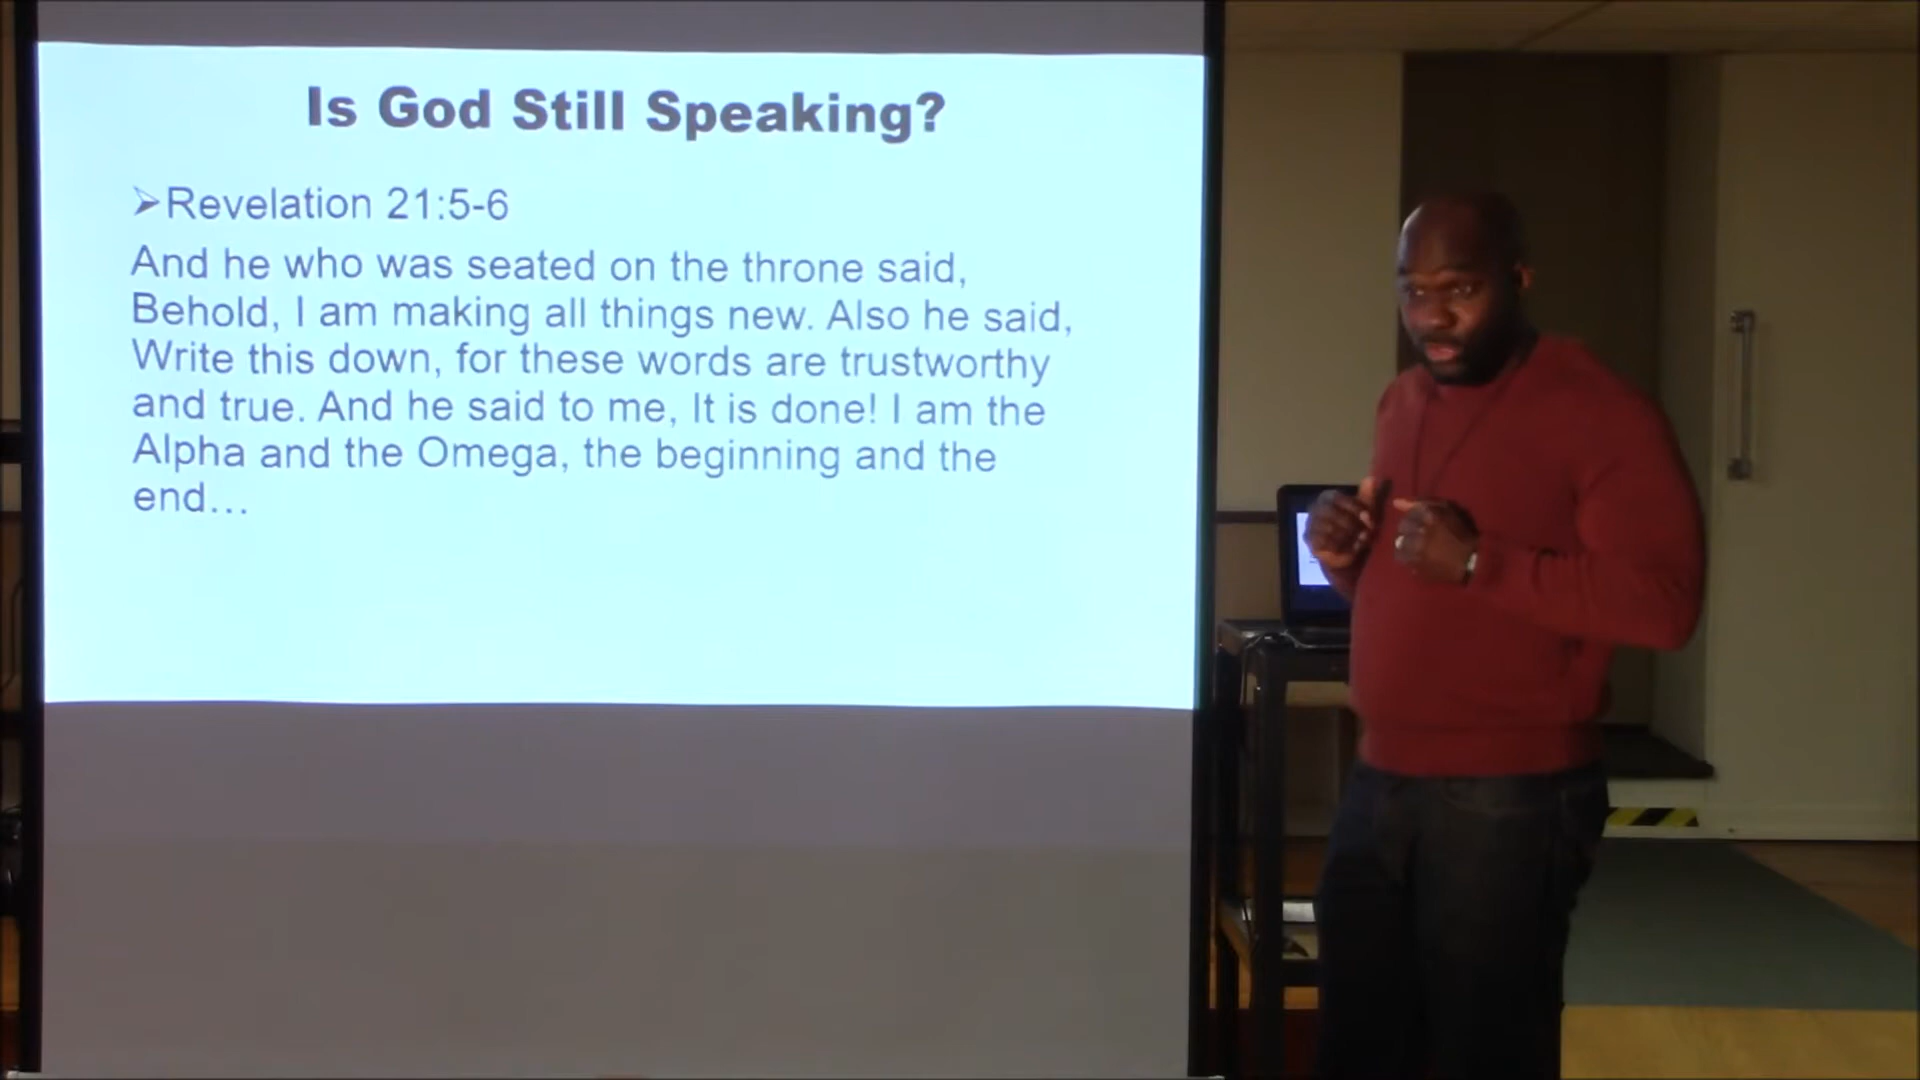 Is God Still Speaking?
➢Revelation 21:5-6
And he who was seated on the throne said,
Behold, I am making all things new. Also he said,
Write this down, for these words are trustworthy
and true. And he said to me, It is done! I am the
Alpha and the Omega, the beginning and the
end…